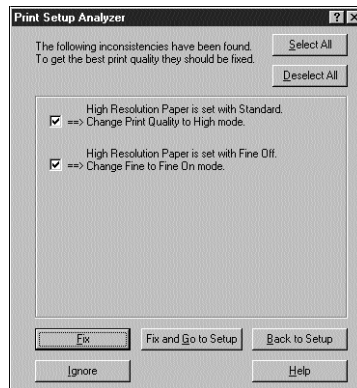 Print Setup Analyzer
The following inconsistencies have been found.
To get the best print quality they should be fixed.
Select All
Deselect All
High Resolution Paper is set with Standard.
==> Change Print Quality to High mode.
High Resolution Paper is set with Fine Off.
==> Change Fine to Fine On mode.
Fix
Fix and Go to Setup
Back to Setup
Ignore
Help